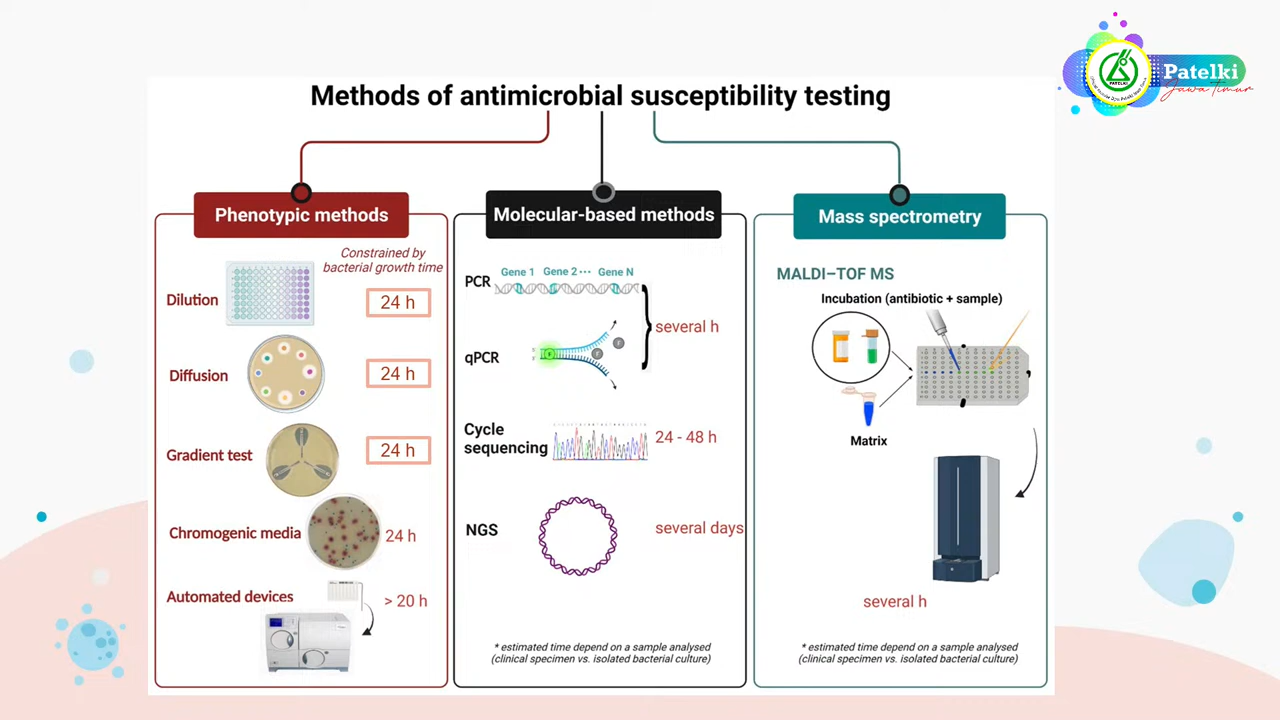 Patelki
Jawa Timur
PATELKI
Methods of antimicrobial susceptibility testing
Phenotypic methods
Constrained by
bacterial growth time
Dilution
24 h
Diffusion
24 h
Gradient test
24 h
Chromogenic media
24 h
Automated devices
> 20 h
Molecular-based methods
PCR
Gene 1 Gene 2 ··· Gene N
several h
qPCR
Cycle
sequencing
24 - 48 h
NGS
several days
* estimated time depend on a sample analysed
(clinical specimen vs. isolated bacterial culture)
Mass spectrometry
MALDI–TOF MS
Incubation (antibiotic + sample)
Matrix
several h
* estimated time depend on a sample analysed
(clinical specimen vs. isolated bacterial culture)